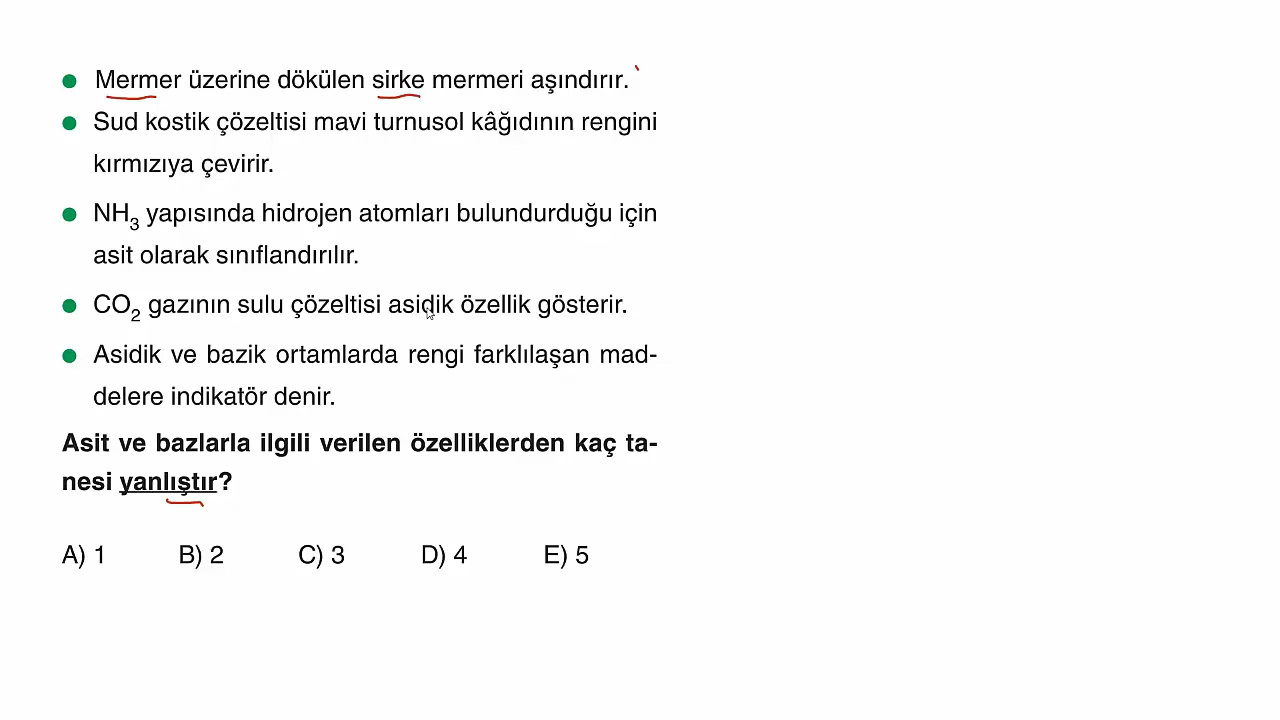 ● Mermer üzerine dökülen sirke mermeri aşındırır.
● Sud kostik çözeltisi mavi turnusol kâğıdının rengini
kırmızıya çevirir.
● NH₃ yapısında hidrojen atomları bulundurduğu için
asit olarak sınıflandırılır.
● CO₂ gazının sulu çözeltisi asidik özellik gösterir.
● Asidik ve bazik ortamlarda rengi farklılaşan mad-
delere indikatör denir.
Asit ve bazlarla ilgili verilen özelliklerden kaç ta-
nesi yanlıştır?
A) 1 B) 2 C) 3 D) 4 E) 5